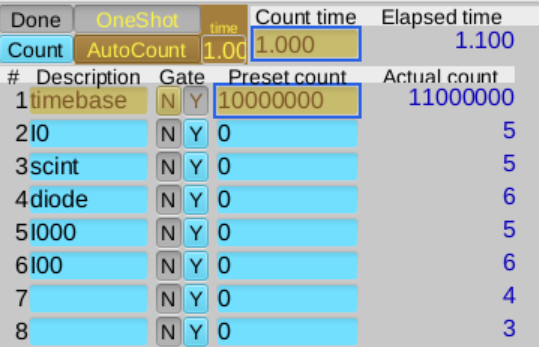 Done OneShot time Count time Elapsed time
Count AutoCount 1.00 1.000 1.100
# Description Gate Preset count Actual count
1 timebase N Y 10000000 11000000
2 I0 N Y 0 5
3 scint N Y 0 5
4 diode N Y 0 6
5 I000 N Y 0 5
6 I00 N Y 0 6
7 N Y 0 4
8 N Y 0 3